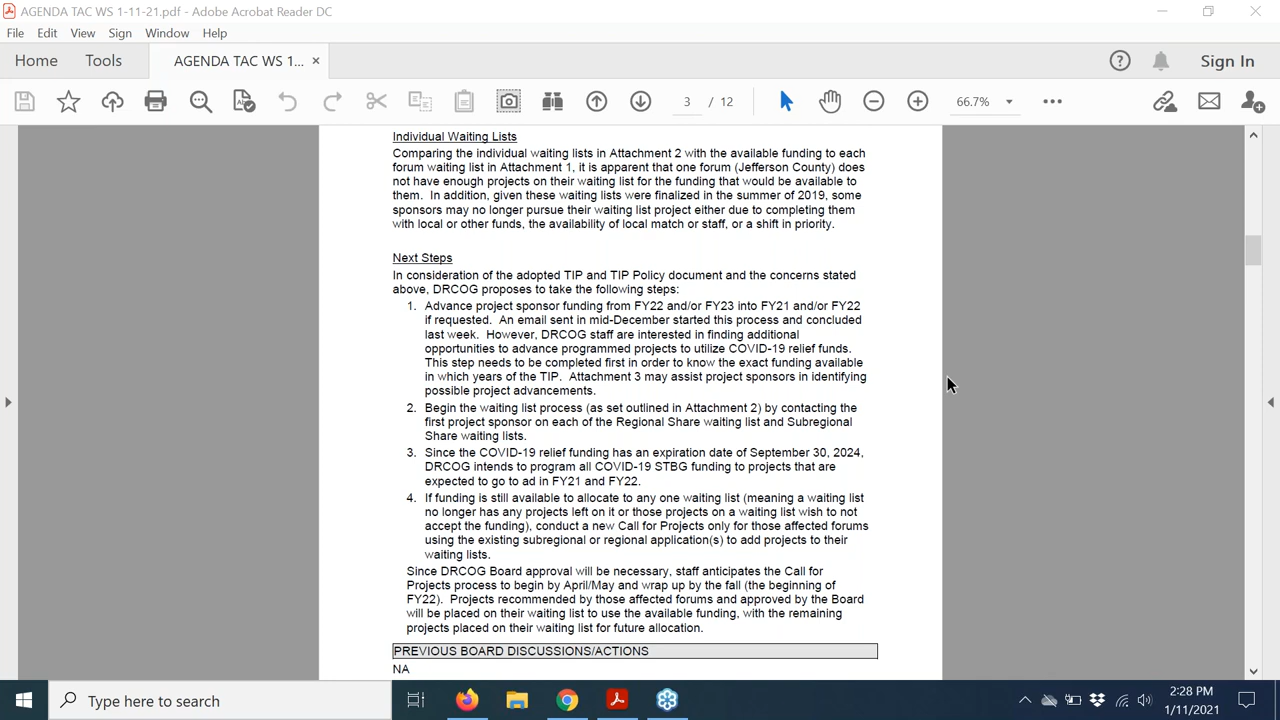 AGENDA TAC WS 1-11-21.pdf - Adobe Acrobat Reader DC
File Edit View Sign Window Help
Home Tools AGENDA TAC WS 1... × Sign In
3 / 12 66.7%
Individual Waiting Lists
Comparing the individual waiting lists in Attachment 2 with the available funding to each
forum waiting list in Attachment 1, it is apparent that one forum (Jefferson County) does
not have enough projects on their waiting list for the funding that would be available to
them. In addition, given these waiting lists were finalized in the summer of 2019, some
sponsors may no longer pursue their waiting list project either due to completing them
with local or other funds, the availability of local match or staff, or a shift in priority.
Next Steps
In consideration of the adopted TIP and TIP Policy document and the concerns stated
above, DRCOG proposes to take the following steps:
1. Advance project sponsor funding from FY22 and/or FY23 into FY21 and/or FY22
if requested. An email sent in mid-December started this process and concluded
last week. However, DRCOG staff are interested in finding additional
opportunities to advance programmed projects to utilize COVID-19 relief funds.
This step needs to be completed first in order to know the exact funding available
in which years of the TIP. Attachment 3 may assist project sponsors in identifying
possible project advancements.
2. Begin the waiting list process (as set outlined in Attachment 2) by contacting the
first project sponsor on each of the Regional Share waiting list and Subregional
Share waiting lists.
3. Since the COVID-19 relief funding has an expiration date of September 30, 2024,
DRCOG intends to program all COVID-19 STBG funding to projects that are
expected to go to ad in FY21 and FY22.
4. If funding is still available to allocate to any one waiting list (meaning a waiting list
no longer has any projects left on it or those projects on a waiting list wish to not
accept the funding), conduct a new Call for Projects only for those affected forums
using the existing subregional or regional application(s) to add projects to their
waiting lists.
Since DRCOG Board approval will be necessary, staff anticipates the Call for
Projects process to begin by April/May and wrap up by the fall (the beginning of
FY22). Projects recommended by those affected forums and approved by the Board
will be placed on their waiting list to use the available funding, with the remaining
projects placed on their waiting list for future allocation.
PREVIOUS BOARD DISCUSSIONS/ACTIONS
NA
Type here to search
2:28 PM
1/11/2021